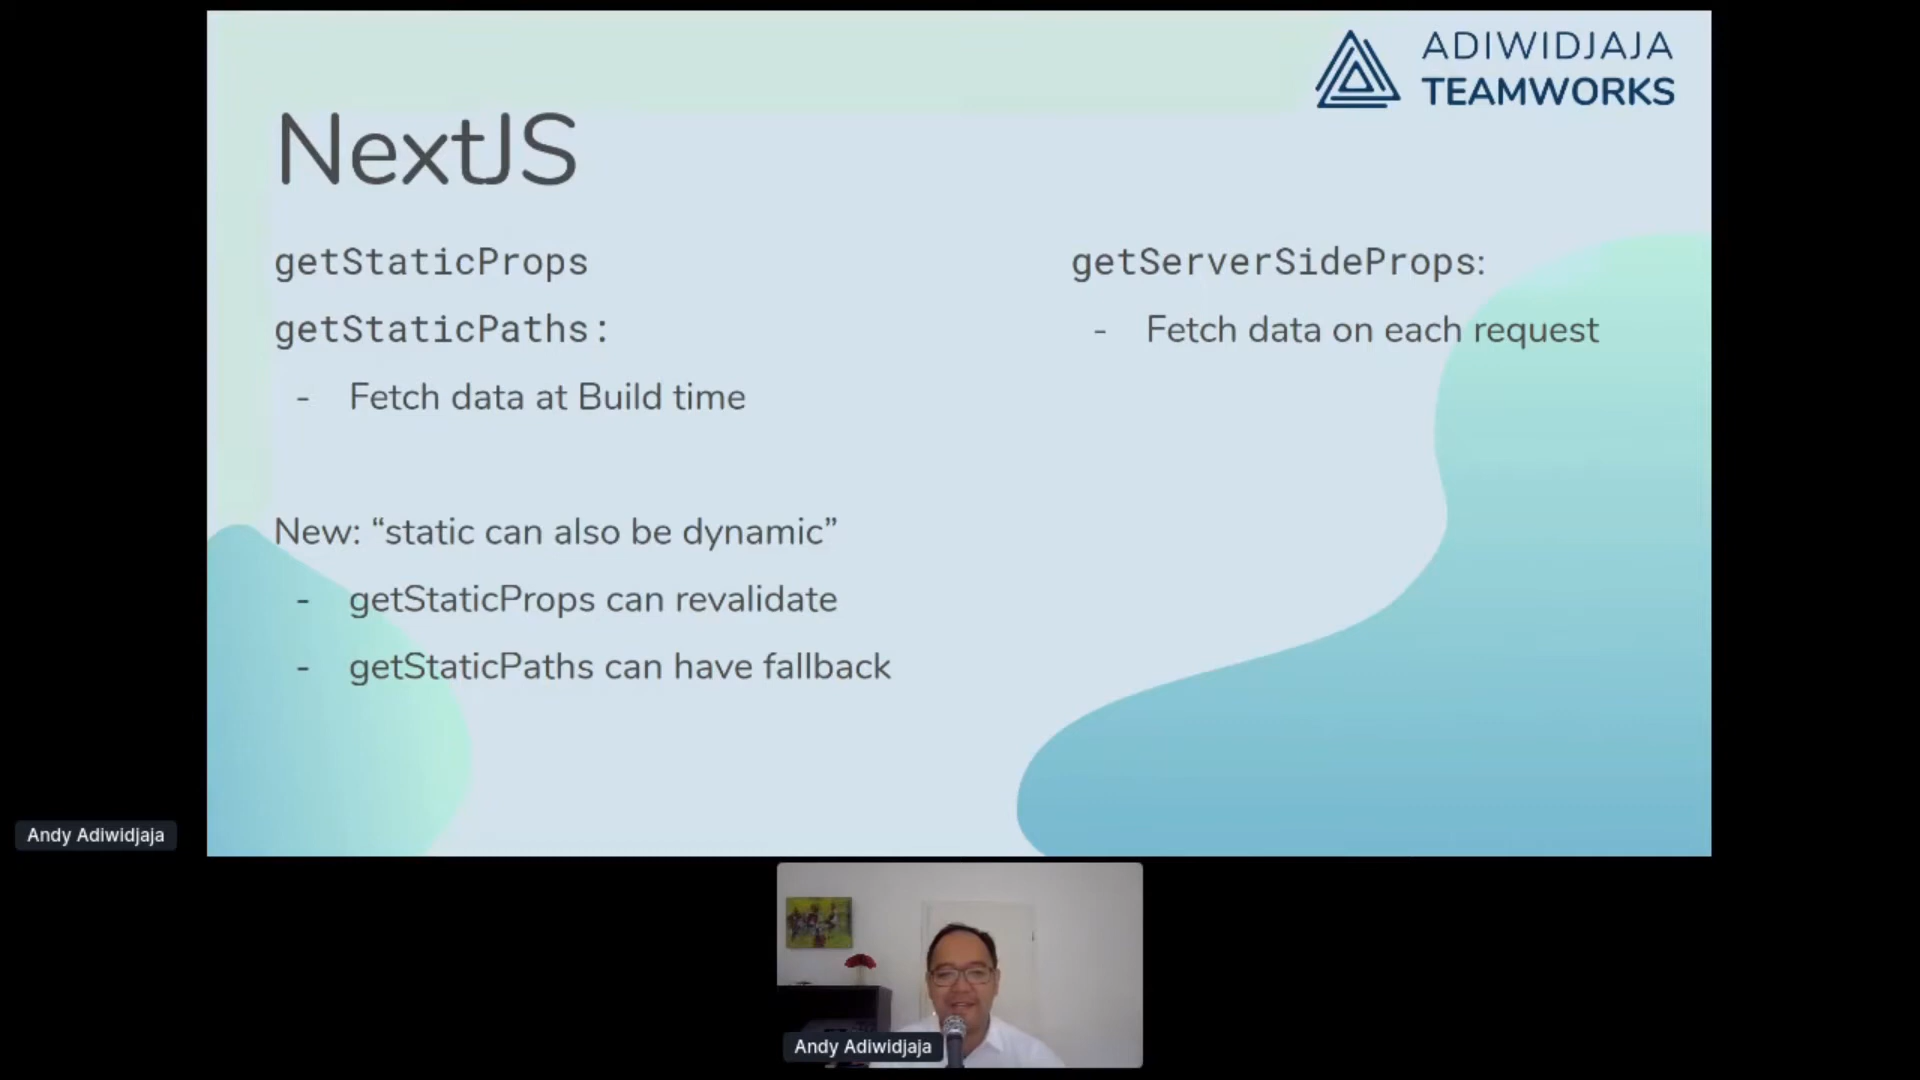 ADIWIDJAJA
TEAMWORKS
NextJS
getStaticProps
getStaticPaths:
- Fetch data at Build time
New: “static can also be dynamic”
- getStaticProps can revalidate
- getStaticPaths can have fallback
getServerSideProps:
- Fetch data on each request
Andy Adiwidjaja
Andy Adiwidjaja